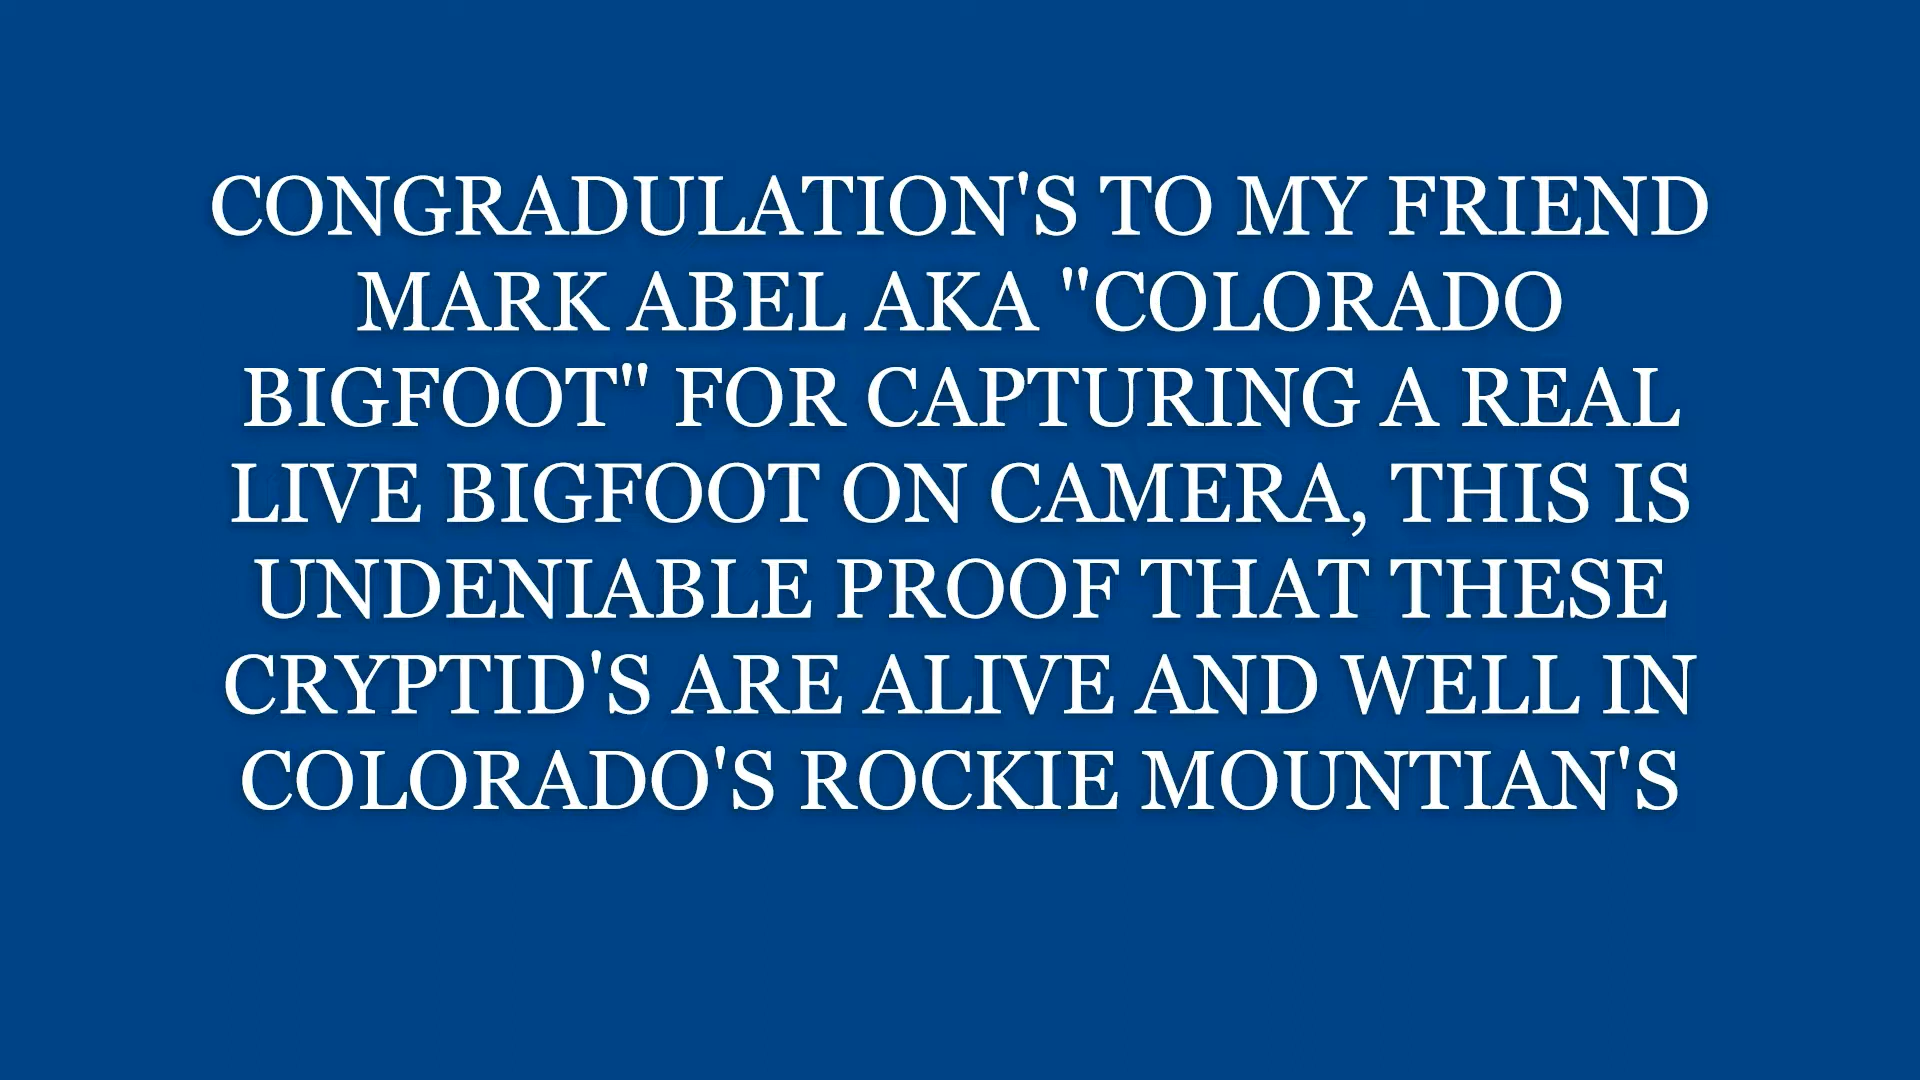 CONGRADULATION'S TO MY FRIEND
MARK ABEL AKA "COLORADO
BIGFOOT" FOR CAPTURING A REAL
LIVE BIGFOOT ON CAMERA, THIS IS
UNDENIABLE PROOF THAT THESE
CRYPTID'S ARE ALIVE AND WELL IN
COLORADO'S ROCKIE MOUNTIAN'S